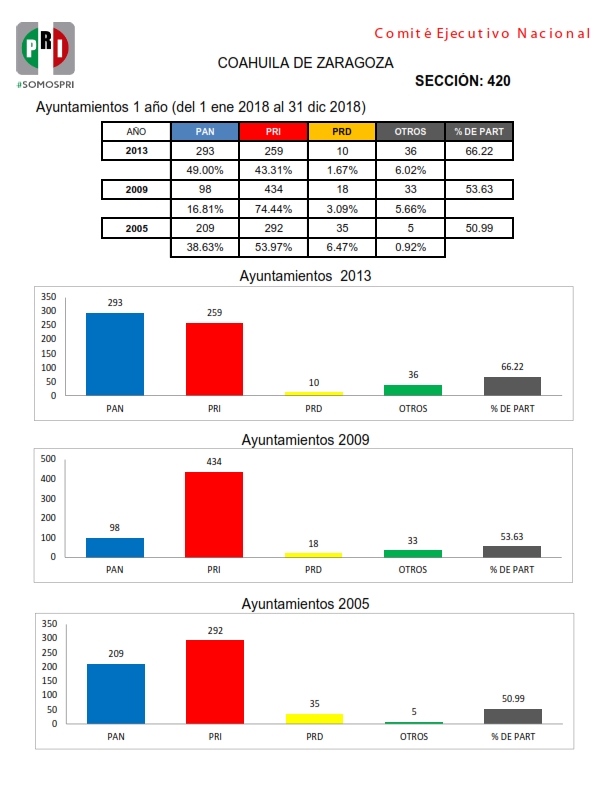 Comité Ejecutivo Nacional
PRI
#SOMOSPRI
COAHUILA DE ZARAGOZA
SECCIÓN: 420
Ayuntamientos 1 año (del 1 ene 2018 al 31 dic 2018)
AÑO PAN PRI PRD OTROS % DE PART
2013 293 259 10 36 66.22
49.00% 43.31% 1.67% 6.02%
2009 98 434 18 33 53.63
16.81% 74.44% 3.09% 5.66%
2005 209 292 35 5 50.99
38.63% 53.97% 6.47% 0.92%
Ayuntamientos 2013
350
300
250
200
150
100
50
0
293 259 10 36 66.22
PAN PRI PRD OTROS % DE PART
Ayuntamientos 2009
500
400
300
200
100
0
98 434 18 33 53.63
PAN PRI PRD OTROS % DE PART
Ayuntamientos 2005
350
300
250
200
150
100
50
0
209 292 35 5 50.99
PAN PRI PRD OTROS % DE PART